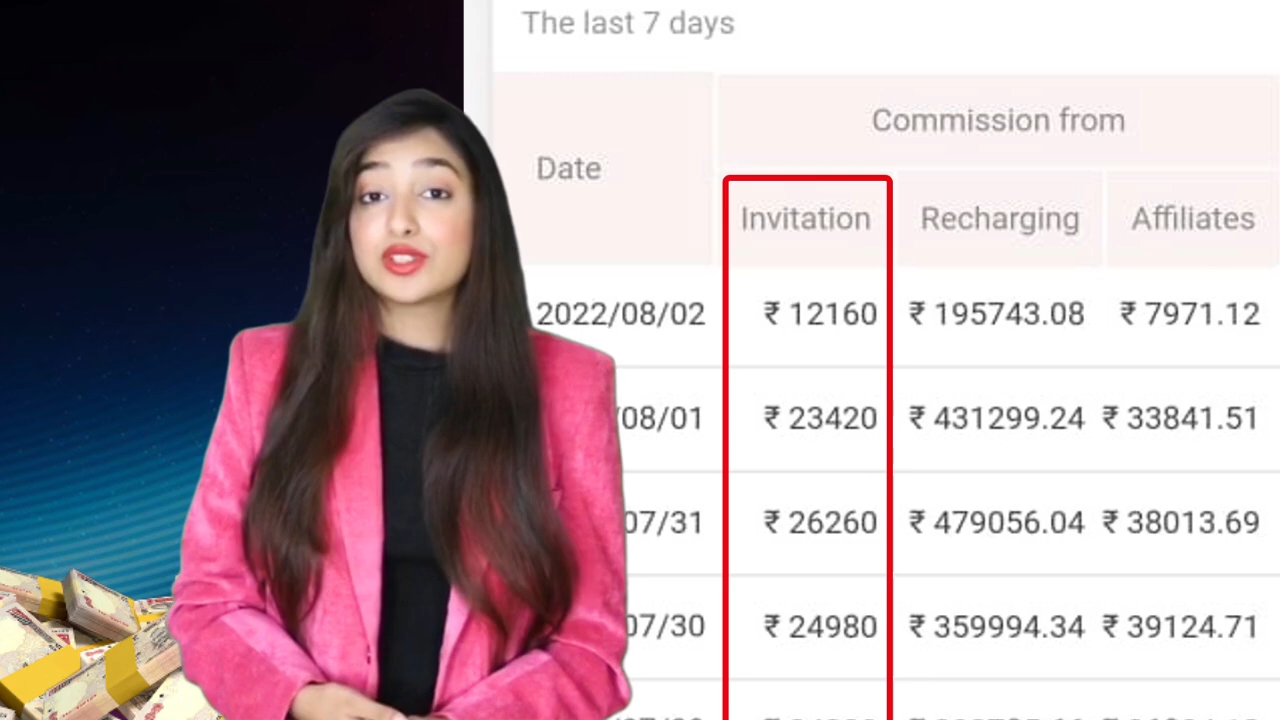 The last 7 days
Date
Commission from
Invitation Recharging Affiliates
2022/08/02 ₹ 12160 ₹ 195743.08 ₹ 7971.12
/08/01 ₹ 23420 ₹ 431299.24 ₹ 33841.51
07/31 ₹ 26260 ₹ 479056.04 ₹ 38013.69
07/30 ₹ 24980 ₹ 359994.34 ₹ 39124.71